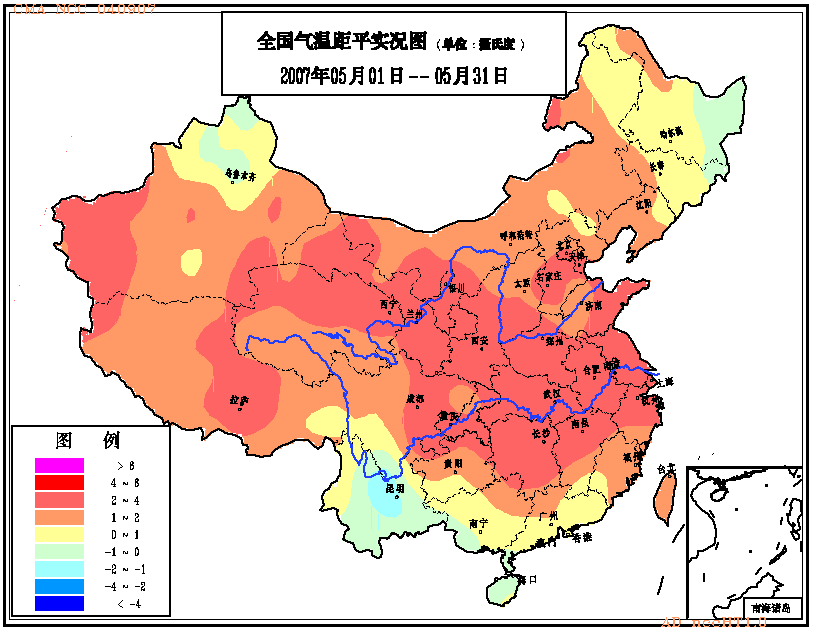 CMA NCC 040807
全国气温距平实况图（单位：摄氏度）
2007年05月01日--05月31日
哈尔滨
长春
乌鲁木齐
沈阳
呼和浩特
北京
天津
石家庄
太原
银川
济南
西宁
兰州
西安
郑州
合肥
南京
上海
成都
武汉
杭州
拉萨
重庆
南昌
长沙
贵阳
福州
台北
昆明
广州
南宁
澳门
香港
海口
图 例
> 6
4 ~ 6
2 ~ 4
1 ~ 2
0 ~ 1
-1 ~ 0
-2 ~ -1
-4 ~ -2
< -4
南海诸岛